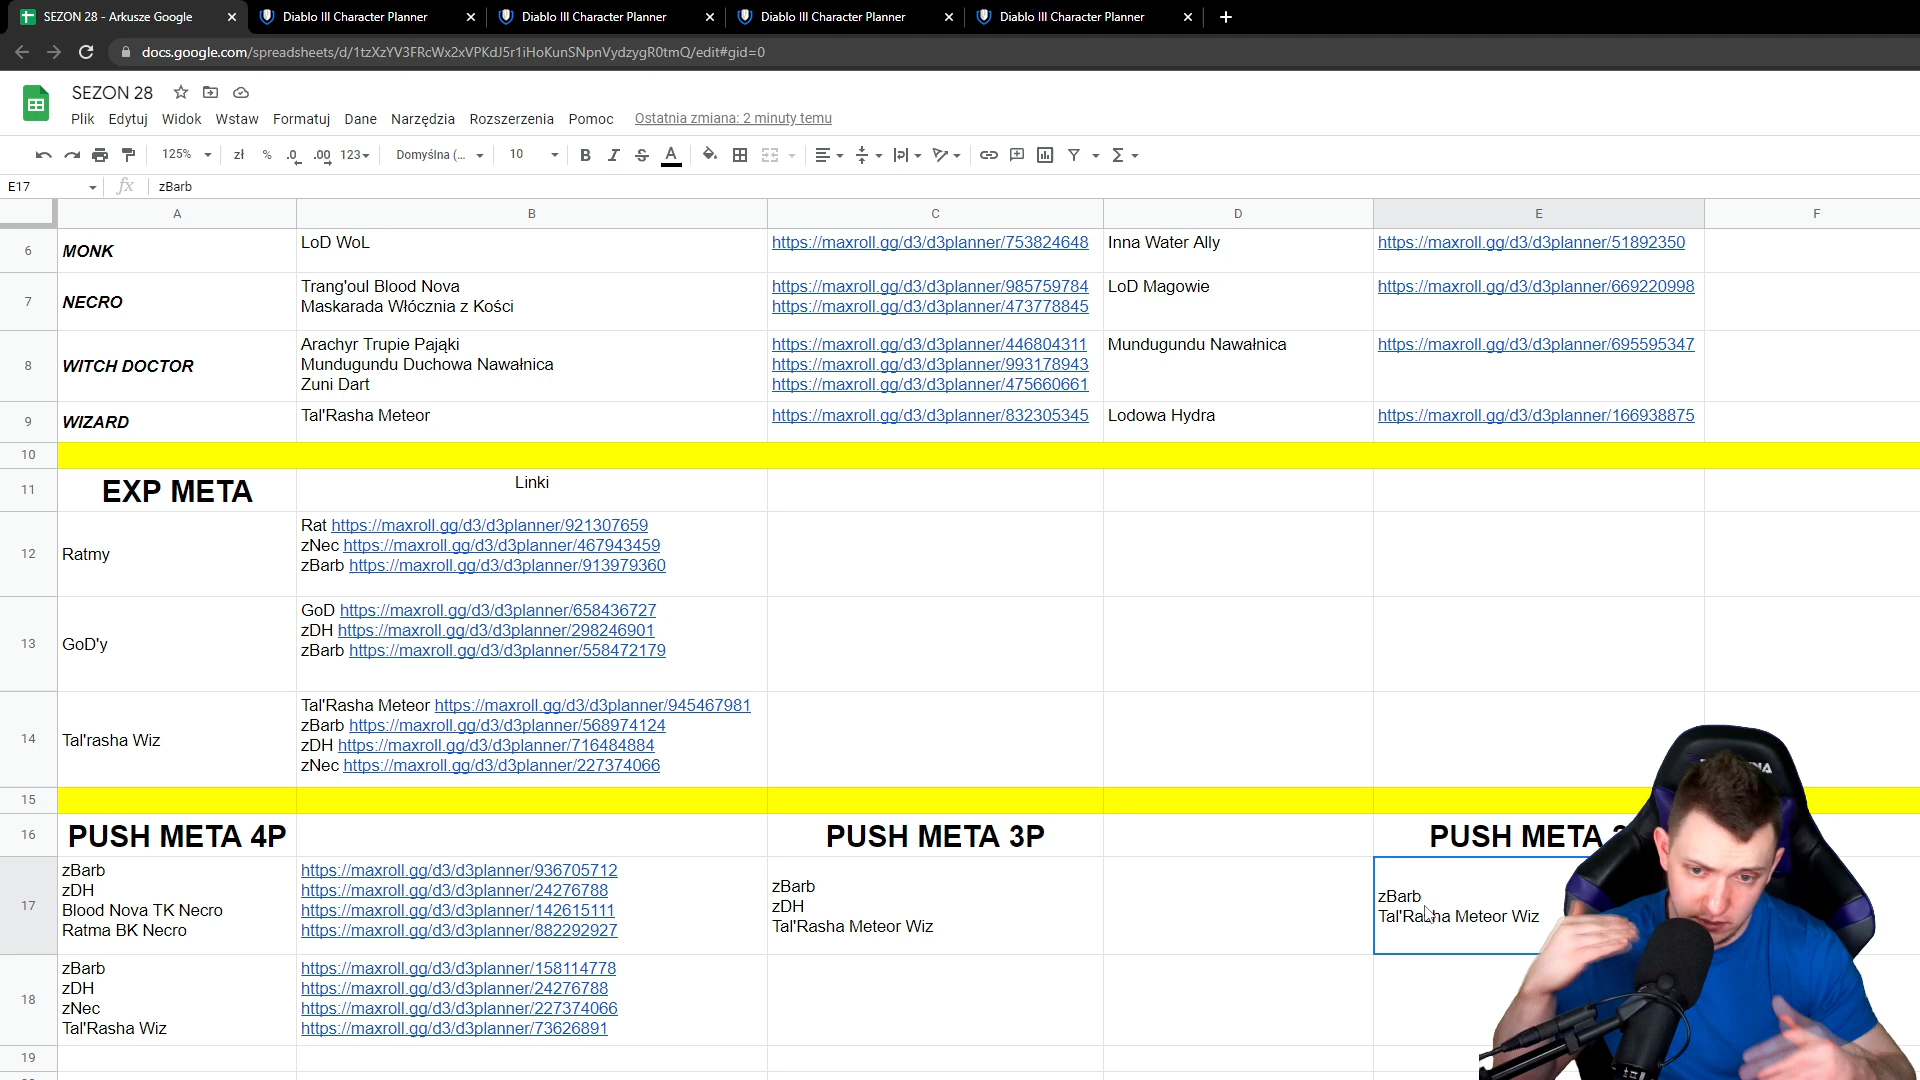 SEZON 28 - Arkusze Google
Diablo III Character Planner
Diablo III Character Planner
Diablo III Character Planner
Diablo III Character Planner
docs.google.com/spreadsheets/d/1tzXzYV3FRcWx2xVPKdJ5r1iHoKunSNpnVydzygR0tmQ/edit#gid=0
SEZON 28
Plik Edytuj Widok Wstaw Formatuj Dane Narzędzia Rozszerzenia Pomoc Ostatnia zmiana: 2 minuty temu
125% zł % .0 .00 123 Domyślna (... 10 B I S A
E17 fx zBarb
A B C D E F
6 MONK LoD WoL https://maxroll.gg/d3/d3planner/753824648 Inna Water Ally https://maxroll.gg/d3/d3planner/51892350
7 NECRO
Trang'oul Blood Nova https://maxroll.gg/d3/d3planner/985759784 LoD Magowie https://maxroll.gg/d3/d3planner/669220998
Maskarada Włócznia z Kości https://maxroll.gg/d3/d3planner/473778845
8 WITCH DOCTOR
Arachyr Trupie Pająki https://maxroll.gg/d3/d3planner/446804311 Mundugundu Nawałnica https://maxroll.gg/d3/d3planner/695595347
Mundugundu Duchowa Nawałnica https://maxroll.gg/d3/d3planner/993178943
Zuni Dart https://maxroll.gg/d3/d3planner/475660661
9 WIZARD Tal'Rasha Meteor https://maxroll.gg/d3/d3planner/832305345 Lodowa Hydra https://maxroll.gg/d3/d3planner/166938875
10
11 EXP META Linki
12 Ratmy
Rat https://maxroll.gg/d3/d3planner/921307659
zNec https://maxroll.gg/d3/d3planner/467943459
zBarb https://maxroll.gg/d3/d3planner/913979360
13 GoD'y
GoD https://maxroll.gg/d3/d3planner/658436727
zDH https://maxroll.gg/d3/d3planner/298246901
zBarb https://maxroll.gg/d3/d3planner/558472179
14 Tal'rasha Wiz
Tal'Rasha Meteor https://maxroll.gg/d3/d3planner/945467981
zBarb https://maxroll.gg/d3/d3planner/568974124
zDH https://maxroll.gg/d3/d3planner/716484884
zNec https://maxroll.gg/d3/d3planner/227374066
15
16 PUSH META 4P PUSH META 3P PUSH META
17
zBarb https://maxroll.gg/d3/d3planner/936705712
zDH https://maxroll.gg/d3/d3planner/24276788
Blood Nova TK Necro https://maxroll.gg/d3/d3planner/142615111
Ratma BK Necro https://maxroll.gg/d3/d3planner/882292927
zBarb
zDH
Tal'Rasha Meteor Wiz
zBarb
Tal'Rasha Meteor Wiz
18
zBarb https://maxroll.gg/d3/d3planner/158114778
zDH https://maxroll.gg/d3/d3planner/24276788
zNec https://maxroll.gg/d3/d3planner/227374066
Tal'Rasha Wiz https://maxroll.gg/d3/d3planner/73626891
19